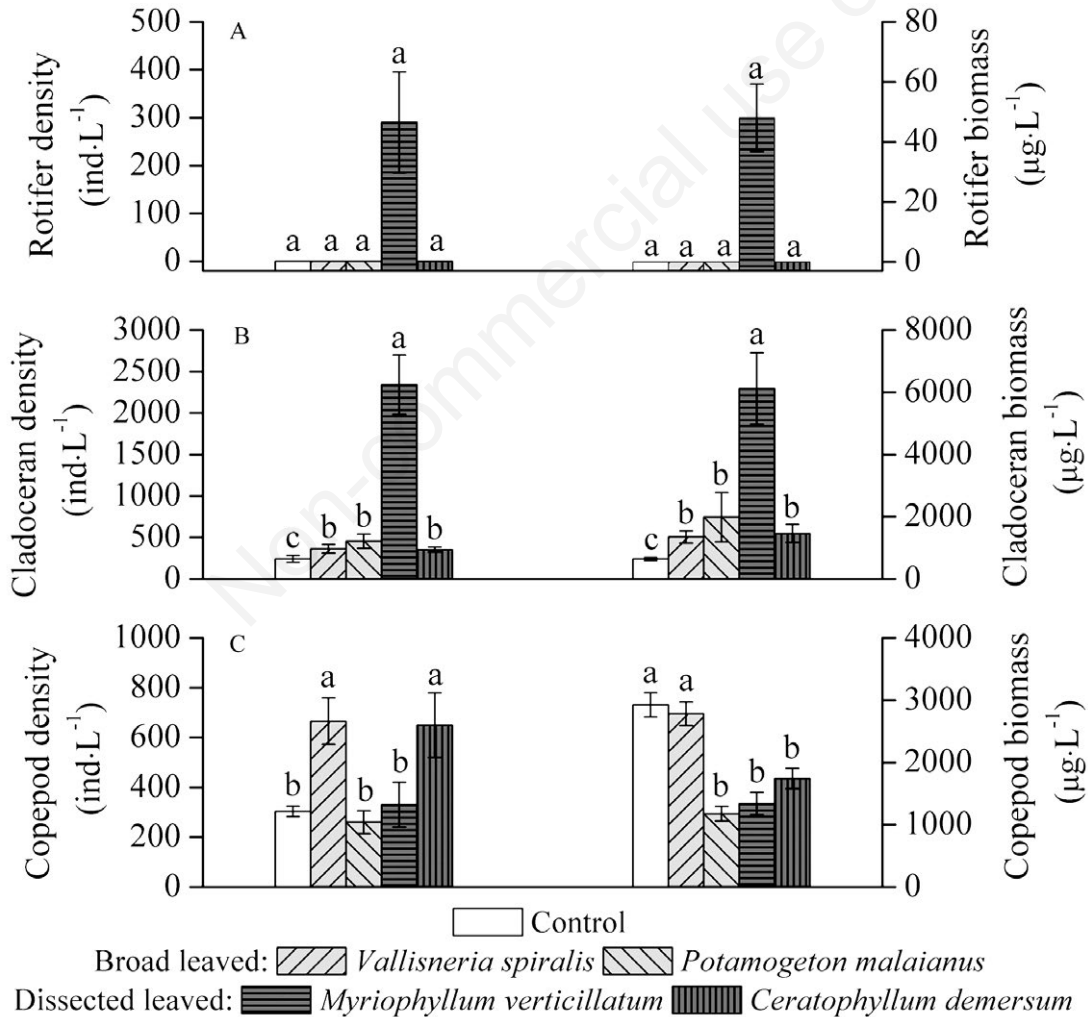 A
Rotifer density
(ind·L⁻¹)
500
400
300
200
100
0
a a a a a
a a a a a
80
60
40
20
0
Rotifer biomass
(µg·L⁻¹)
B
Cladoceran density
(ind·L⁻¹)
3000
2500
2000
1500
1000
500
0
c b b a b
c b b a b
8000
6000
4000
2000
0
Cladoceran biomass
(µg·L⁻¹)
C
Copepod density
(ind·L⁻¹)
1000
800
600
400
200
0
b a b b a
a a b b b
4000
3000
2000
1000
0
Copepod biomass
(µg·L⁻¹)
Control
Broad leaved: Vallisneria spiralis Potamogeton malaianus
Dissected leaved: Myriophyllum verticillatum Ceratophyllum demersum
Non-commercial use